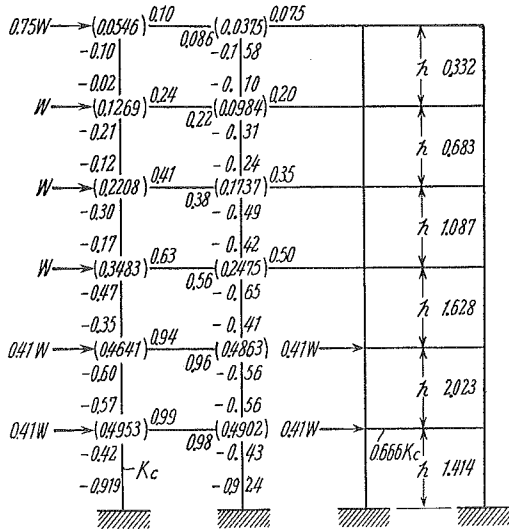 0.75W (0.0546) 0.10 0.086 (0.0375) 0.075
-0.10 -0.158 h 0.332
-0.02 -0.10
W (0.1269) 0.24 0.22 (0.0984) 0.20
-0.21 -0.31 h 0.683
-0.12 -0.24
W (0.2208) 0.41 0.38 (0.1737) 0.35
-0.30 -0.49 h 1.087
-0.17 -0.42
W (0.3483) 0.63 0.56 (0.2475) 0.50
-0.47 -0.65 h 1.628
-0.35 -0.41
0.41W (0.4641) 0.94 0.96 (0.4863) 0.41W
-0.60 -0.56 h 2.023
-0.57 -0.56
0.41W (0.4953) 0.99 0.98 (0.4902) 0.41W
-0.42 -0.43 0.666Kc
Kc h 1.414
-0.919 -0.924